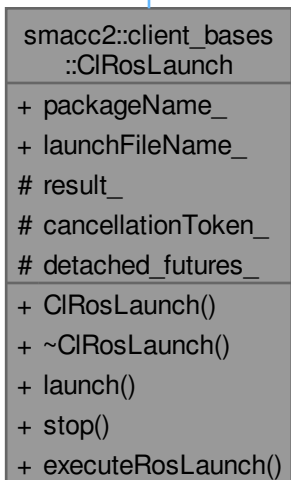 smacc2::client_bases
::ClRosLaunch
+ packageName_
+ launchFileName_
# result_
# cancellationToken_
# detached_futures_
+ ClRosLaunch()
+ ~ClRosLaunch()
+ launch()
+ stop()
+ executeRosLaunch()